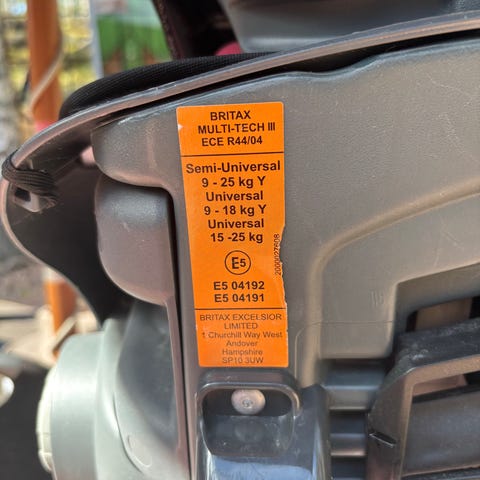 BRITAX
MULTI-TECH III
ECE R44/04
Semi-Universal
9 - 25 kg Y
Universal
9 - 18 kg Y
Universal
15 -25 kg
E5
2000027608
E5 04192
E5 04191
BRITAX EXCELSIOR
LIMITED
1 Churchill Way West
Andover
Hampshire
SP10 3UW